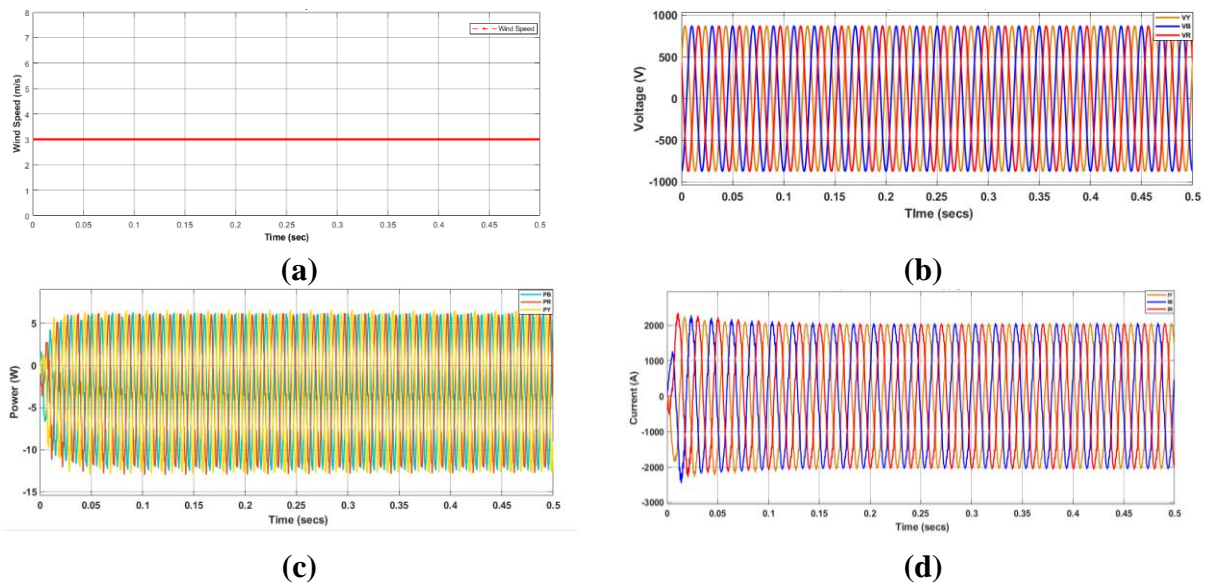 Wind Speed
8
7
6
5
4
3
2
1
0
Wind Speed (m/s)
0 0.05 0.1 0.15 0.2 0.25 0.3 0.35 0.4 0.45 0.5
Time (sec)
(a)
VY
VB
VR
1000
500
0
-500
-1000
Voltage (V)
0 0.05 0.1 0.15 0.2 0.25 0.3 0.35 0.4 0.45 0.5
TIme (secs)
(b)
PB
PR
PY
5
0
-5
-10
-15
Power (W)
0 0.05 0.1 0.15 0.2 0.25 0.3 0.35 0.4 0.45 0.5
Time (secs)
(c)
IY
IB
IR
2000
1000
0
-1000
-2000
-3000
Current (A)
0 0.05 0.1 0.15 0.2 0.25 0.3 0.35 0.4 0.45 0.5
Time (secs)
(d)